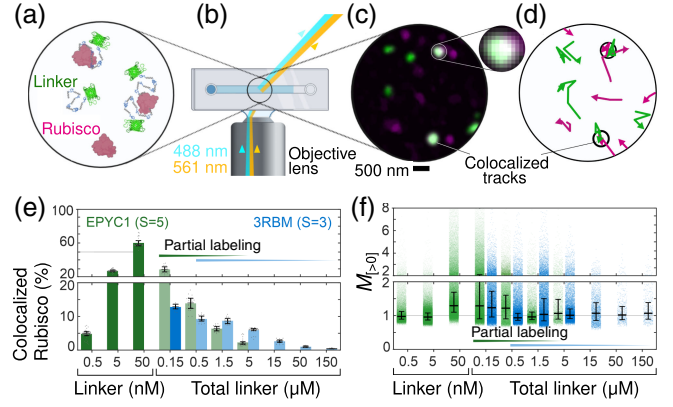 (a)
Linker
Rubisco
(b)
488 nm
561 nm
Objective
lens
(c)
500 nm
Colocalized
tracks
(d)
(e)
Colocalized
Rubisco (%)
100
60
20
20
10
0
EPYC1 (S=5)
3RBM (S=3)
Partial labeling
0.5 5 50 0.15 0.5 1.5 5 15 50 150
Linker (nM) Total linker (µM)
(f)
M[>0]
8
6
4
2
2
1
0
Partial labeling
0.5 5 50 0.15 0.5 1.5 5 15 50 150
Linker (nM) Total linker (µM)